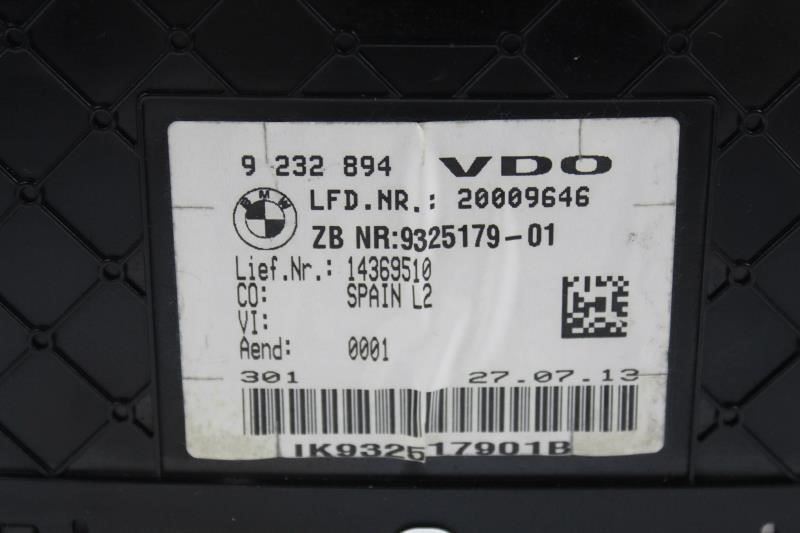 9 232 894 VDO
BMW LFD.NR.: 20009646
ZB NR:9325179-01
Lief.Nr.: 14369510
CO: SPAIN L2
VI:
Aend: 0001
301 27.07.13
IK932517901B